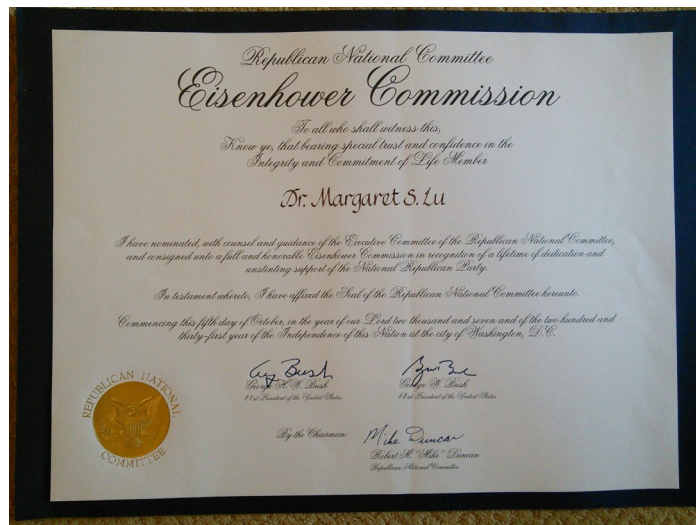 Republican National Committee
Eisenhower Commission
To all who shall witness this,
Know ye, that bearing special trust and confidence in the
Integrity and Commitment of Life Member
Dr. Margaret S. Lu
I have nominated, with counsel and guidance of the Executive Committee of the Republican National Committee,
and consigned unto a full and honorable Eisenhower Commission in recognition of a lifetime of dedication and
unstinting support of the National Republican Party.
In testament whereto, I have affixed the Seal of the Republican National Committee hereunto.
Commencing this fifth day of October, in the year of our Lord two thousand and seven and of the two hundred and
thirty-first year of the Independence of this Nation at the city of Washington, D.C.
George H.W. Bush
41st President of the United States
George W. Bush
43rd President of the United States
REPUBLICAN NATIONAL
COMMITTEE
By the Chairman:
Mike Duncan
Robert M. "Mike" Duncan
Republican National Committee